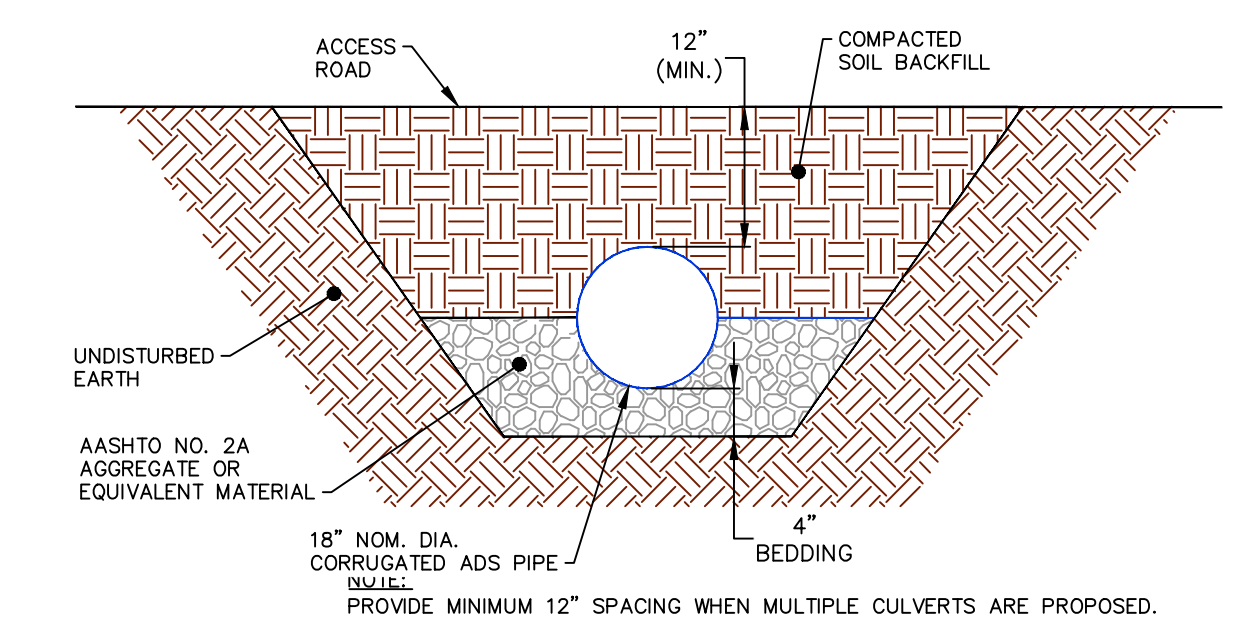 ACCESS
ROAD
12”
(MIN.)
COMPACTED
SOIL BACKFILL
UNDISTURBED
EARTH
AASHTO NO. 2A
AGGREGATE OR
EQUIVALENT MATERIAL
18” NOM. DIA.
CORRUGATED ADS PIPE
4”
BEDDING
NOTE:
PROVIDE MINIMUM 12” SPACING WHEN MULTIPLE CULVERTS ARE PROPOSED.